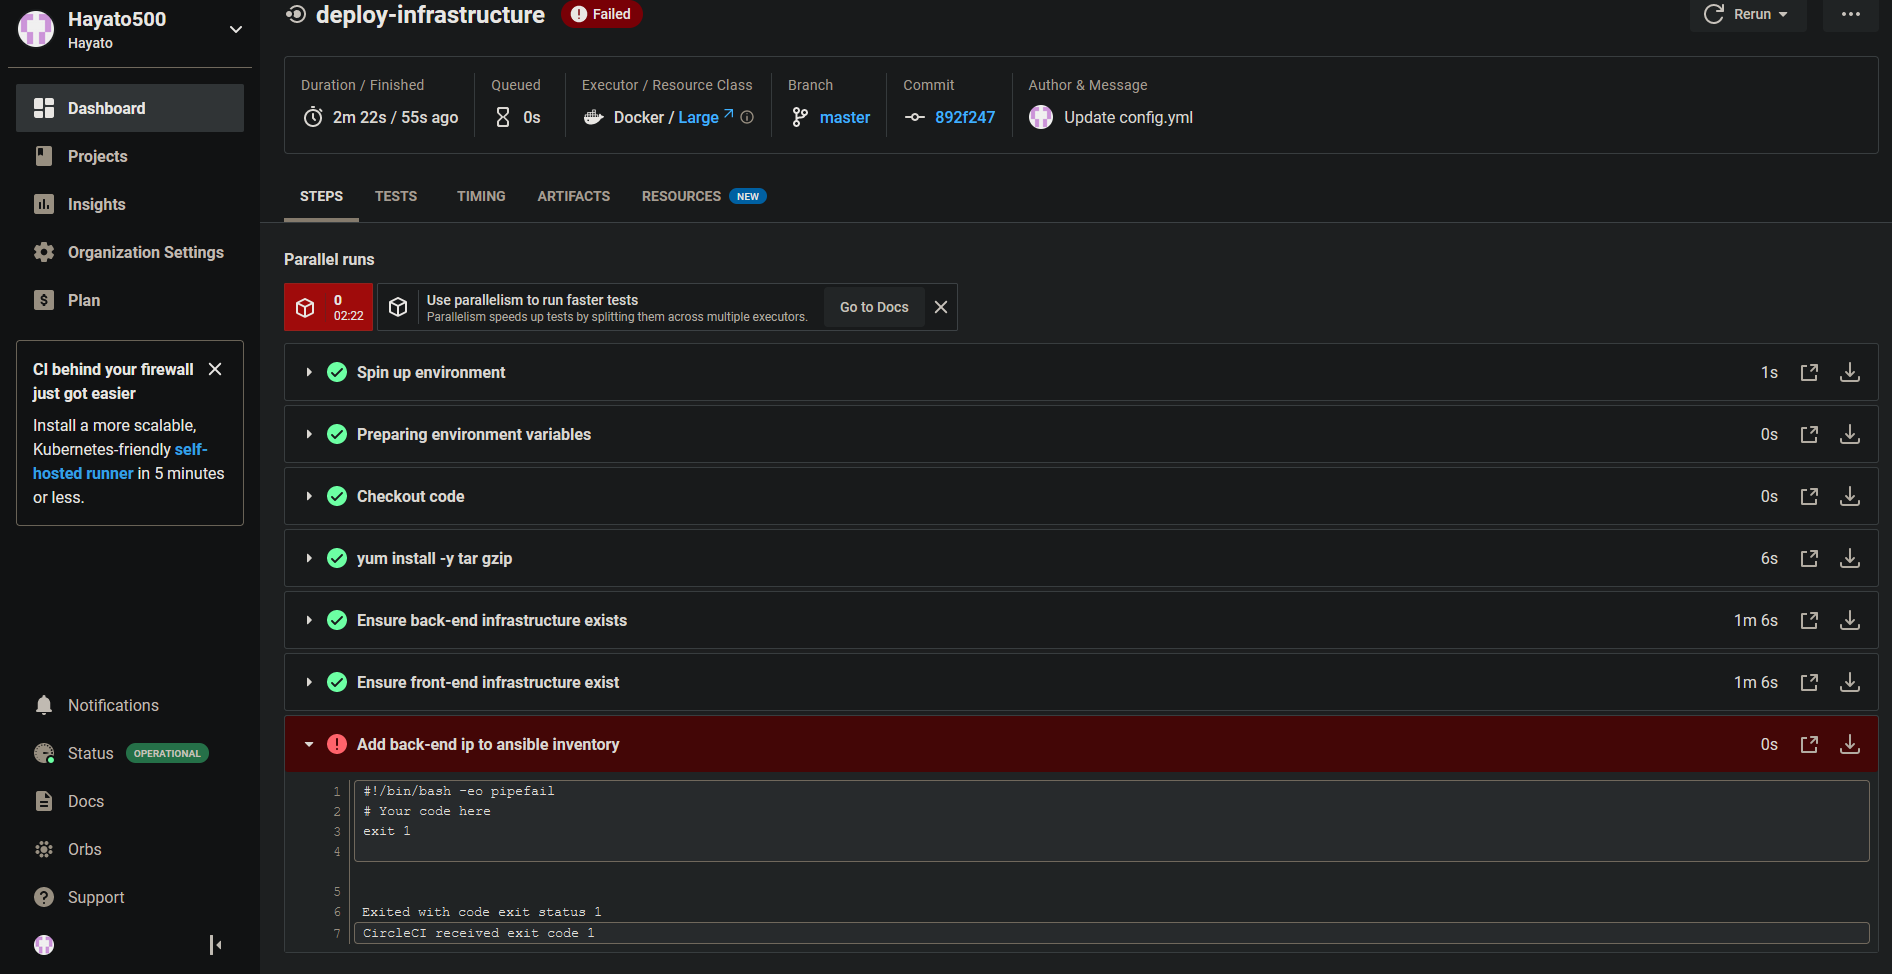 Hayato500
Hayato
Dashboard
Projects
Insights
Organization Settings
Plan
CI behind your firewall
just got easier
Install a more scalable,
Kubernetes-friendly self-
hosted runner in 5 minutes
or less.
Notifications
Status OPERATIONAL
Docs
Orbs
Support
deploy-infrastructure Failed
Rerun
Duration / Finished Queued Executor / Resource Class Branch Commit Author & Message
2m 22s / 55s ago 0s Docker / Large master 892f247 Update config.yml
STEPS TESTS TIMING ARTIFACTS RESOURCES NEW
Parallel runs
0
02:22
Use parallelism to run faster tests
Parallelism speeds up tests by splitting them across multiple executors.
Go to Docs
Spin up environment 1s
Preparing environment variables 0s
Checkout code 0s
yum install -y tar gzip 6s
Ensure back-end infrastructure exists 1m 6s
Ensure front-end infrastructure exist 1m 6s
Add back-end ip to ansible inventory 0s
1 #!/bin/bash -eo pipefail
2 # Your code here
3 exit 1
4
5
6 Exited with code exit status 1
7 CircleCI received exit code 1